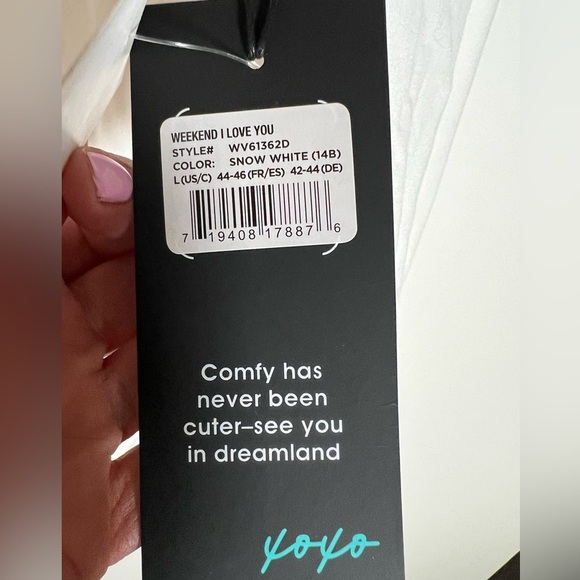 WEEKEND I LOVE YOU
STYLE# WV61362D
COLOR: SNOW WHITE (14B)
L(US/C) 44-46(FR/ES) 42-44(DE)
7 19408 17887 6
Comfy has
never been
cuter–see you
in dreamland
xoxo